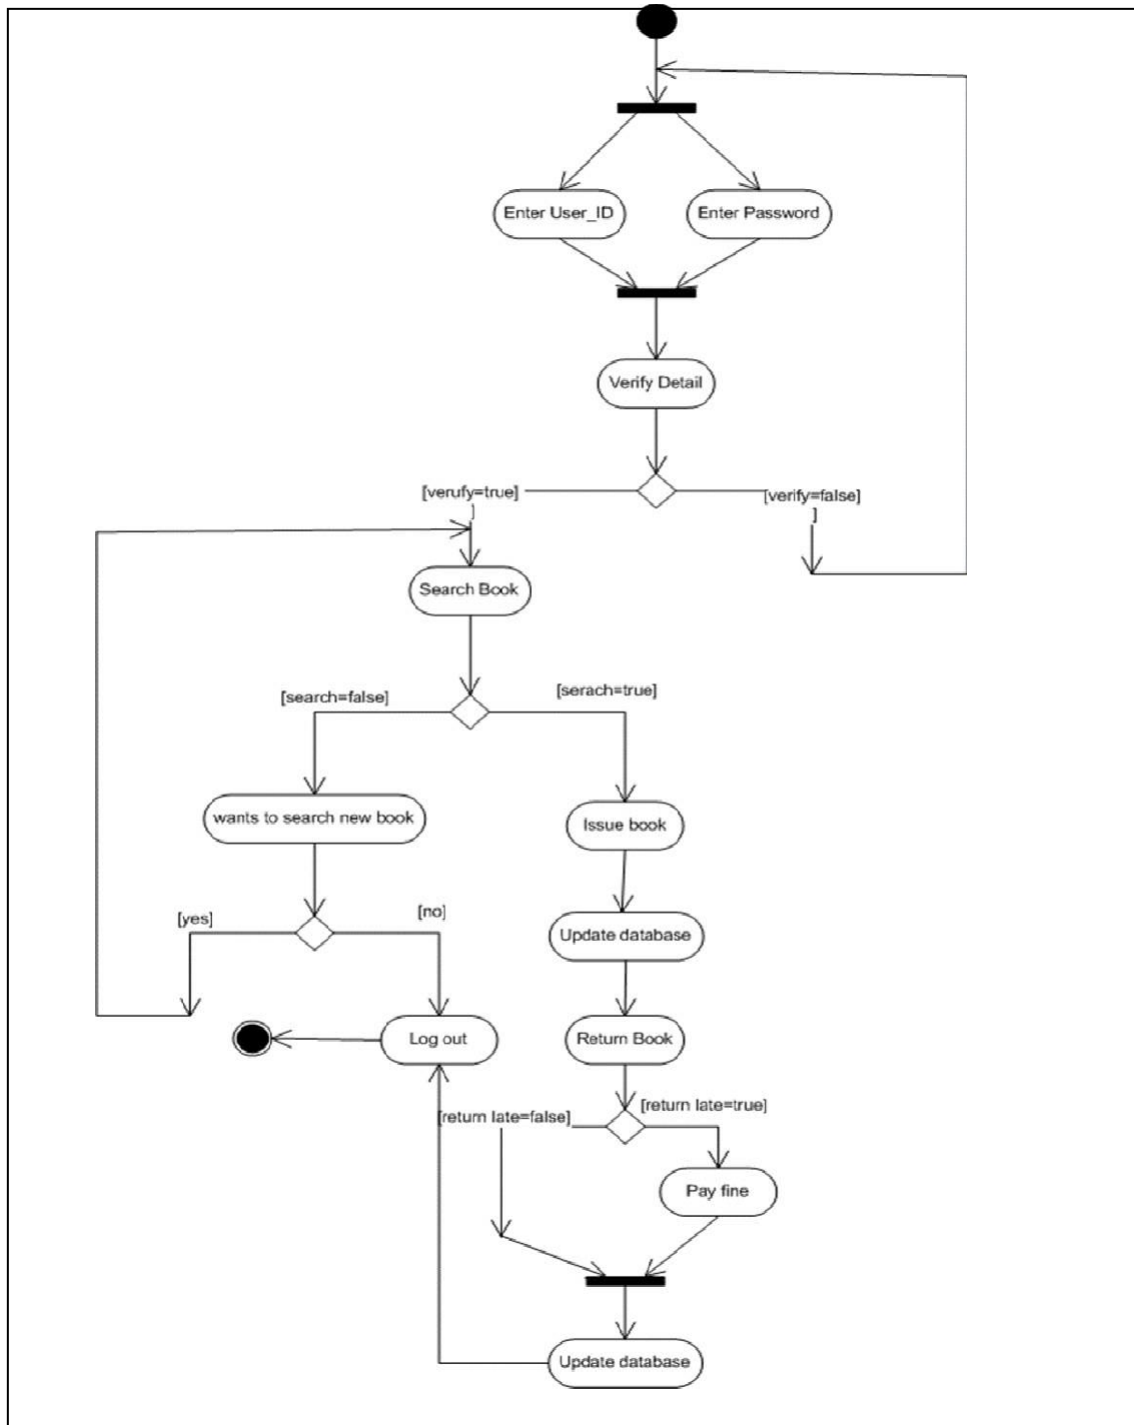 Enter User_ID
Enter Password
Verify Detail
[verufy=true]
]
[verify=false]
]
Search Book
[search=false]
[serach=true]
wants to search new book
Issue book
[yes]
[no]
Update database
Log out
Return Book
[return late=false]
[return late=true]
Pay fine
Update database